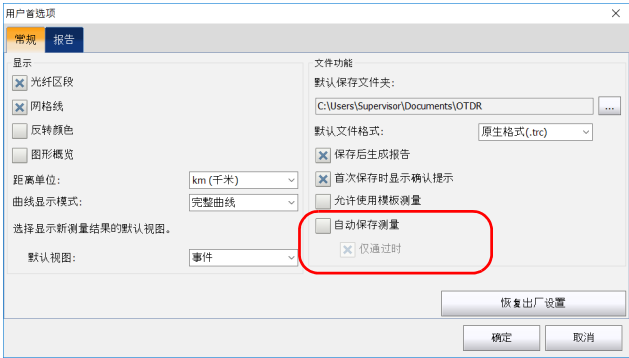 用户首选项
常规 报告
显示
光纤区段
网格线
反转颜色
图形概览
距离单位: km (千米)
曲线显示模式: 完整曲线
选择显示新测量结果的默认视图。
默认视图: 事件
文件功能
默认保存文件夹:
C:\Users\Supervisor\Documents\OTDR ...
默认文件格式: 原生格式(.trc)
保存后生成报告
首次保存时显示确认提示
允许使用模板测量
自动保存测量
仅通过时
恢复出厂设置
确定 取消